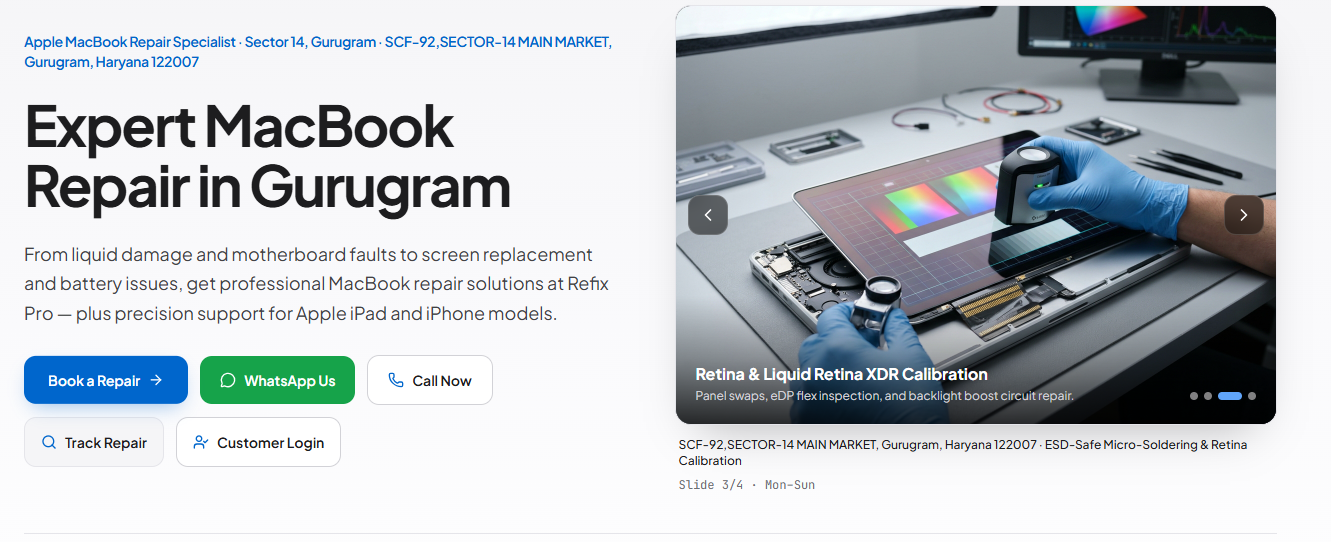 Apple MacBook Repair Specialist · Sector 14, Gurugram · SCF-92,SECTOR-14 MAIN MARKET,
Gurugram, Haryana 122007
Expert MacBook
Repair in Gurugram
From liquid damage and motherboard faults to screen replacement
and battery issues, get professional MacBook repair solutions at Refix
Pro — plus precision support for Apple iPad and iPhone models.
Book a Repair
WhatsApp Us
Call Now
Track Repair
Customer Login
DELL
Retina & Liquid Retina XDR Calibration
Panel swaps, eDP flex inspection, and backlight boost circuit repair.
SCF-92,SECTOR-14 MAIN MARKET, Gurugram, Haryana 122007 · ESD-Safe Micro-Soldering & Retina
Calibration
Slide 3/4 · Mon–Sun